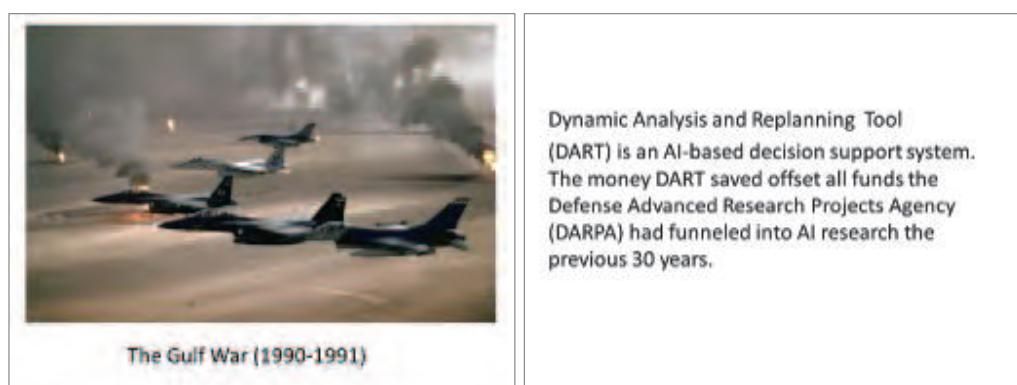 The Gulf War (1990-1991)
Dynamic Analysis and Replanning Tool
(DART) is an AI-based decision support system.
The money DART saved offset all funds the
Defense Advanced Research Projects Agency
(DARPA) had funneled into AI research the
previous 30 years.